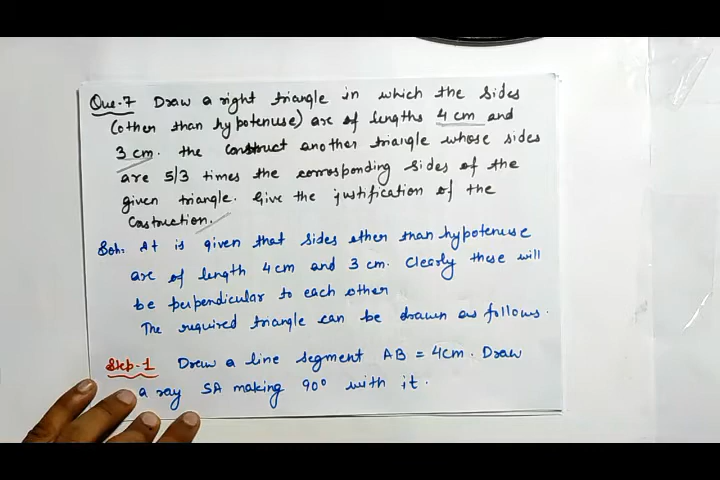 Que.7 Draw a right triangle in which the sides
(other than hypotenuse) are of lengths 4 cm and
3 cm. the construct another triangle whose sides
are 5/3 times the corrosponding sides of the
given triangle. Give the justification of the
Castruction.
Soln: It is given that sides other than hypotenuse
are of length 4 cm and 3 cm. Clearly these will
be perpendicular to each other
The required triangle can be drawn as follows.
Step-1 Draw a line segment AB = 4cm. Draw
a ray SA making 90° with it.